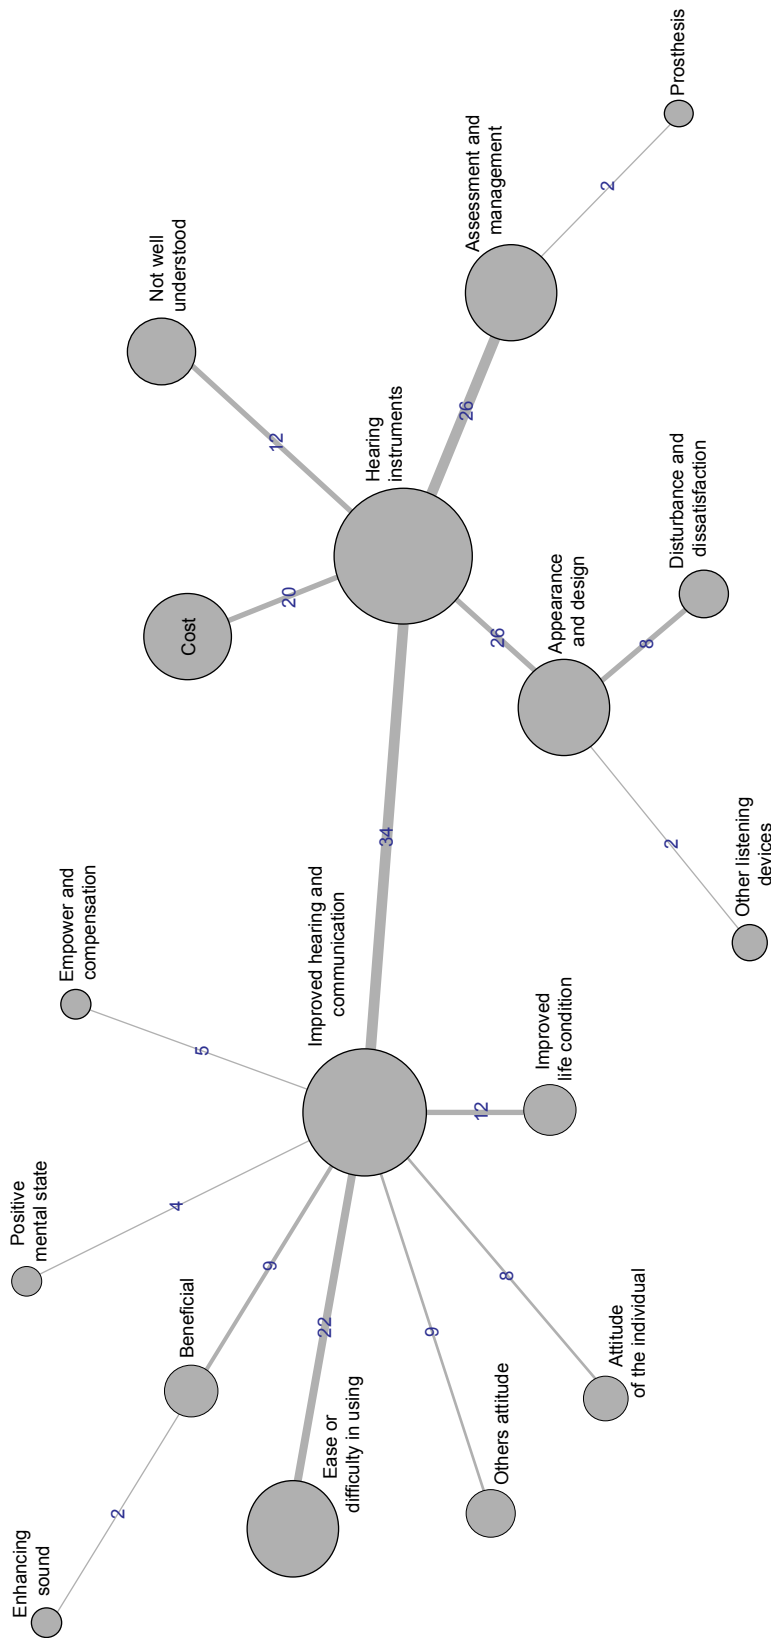 Positive
mental state
Enhancing
sound
Empower and
compensation
2
Not well
understood
4
Beneficial
Cost
5
9
12
20
Improved hearing and
communication
22
Ease or
difficulty in using
Hearing
instruments
34
9
26
Assessment and
management
12
26
Others attitude
8
Improved
life condition
Appearance
and design
2
Attitude
of the individual
8
2
Disturbance and
dissatisfaction
Prosthesis
Other listening
devices